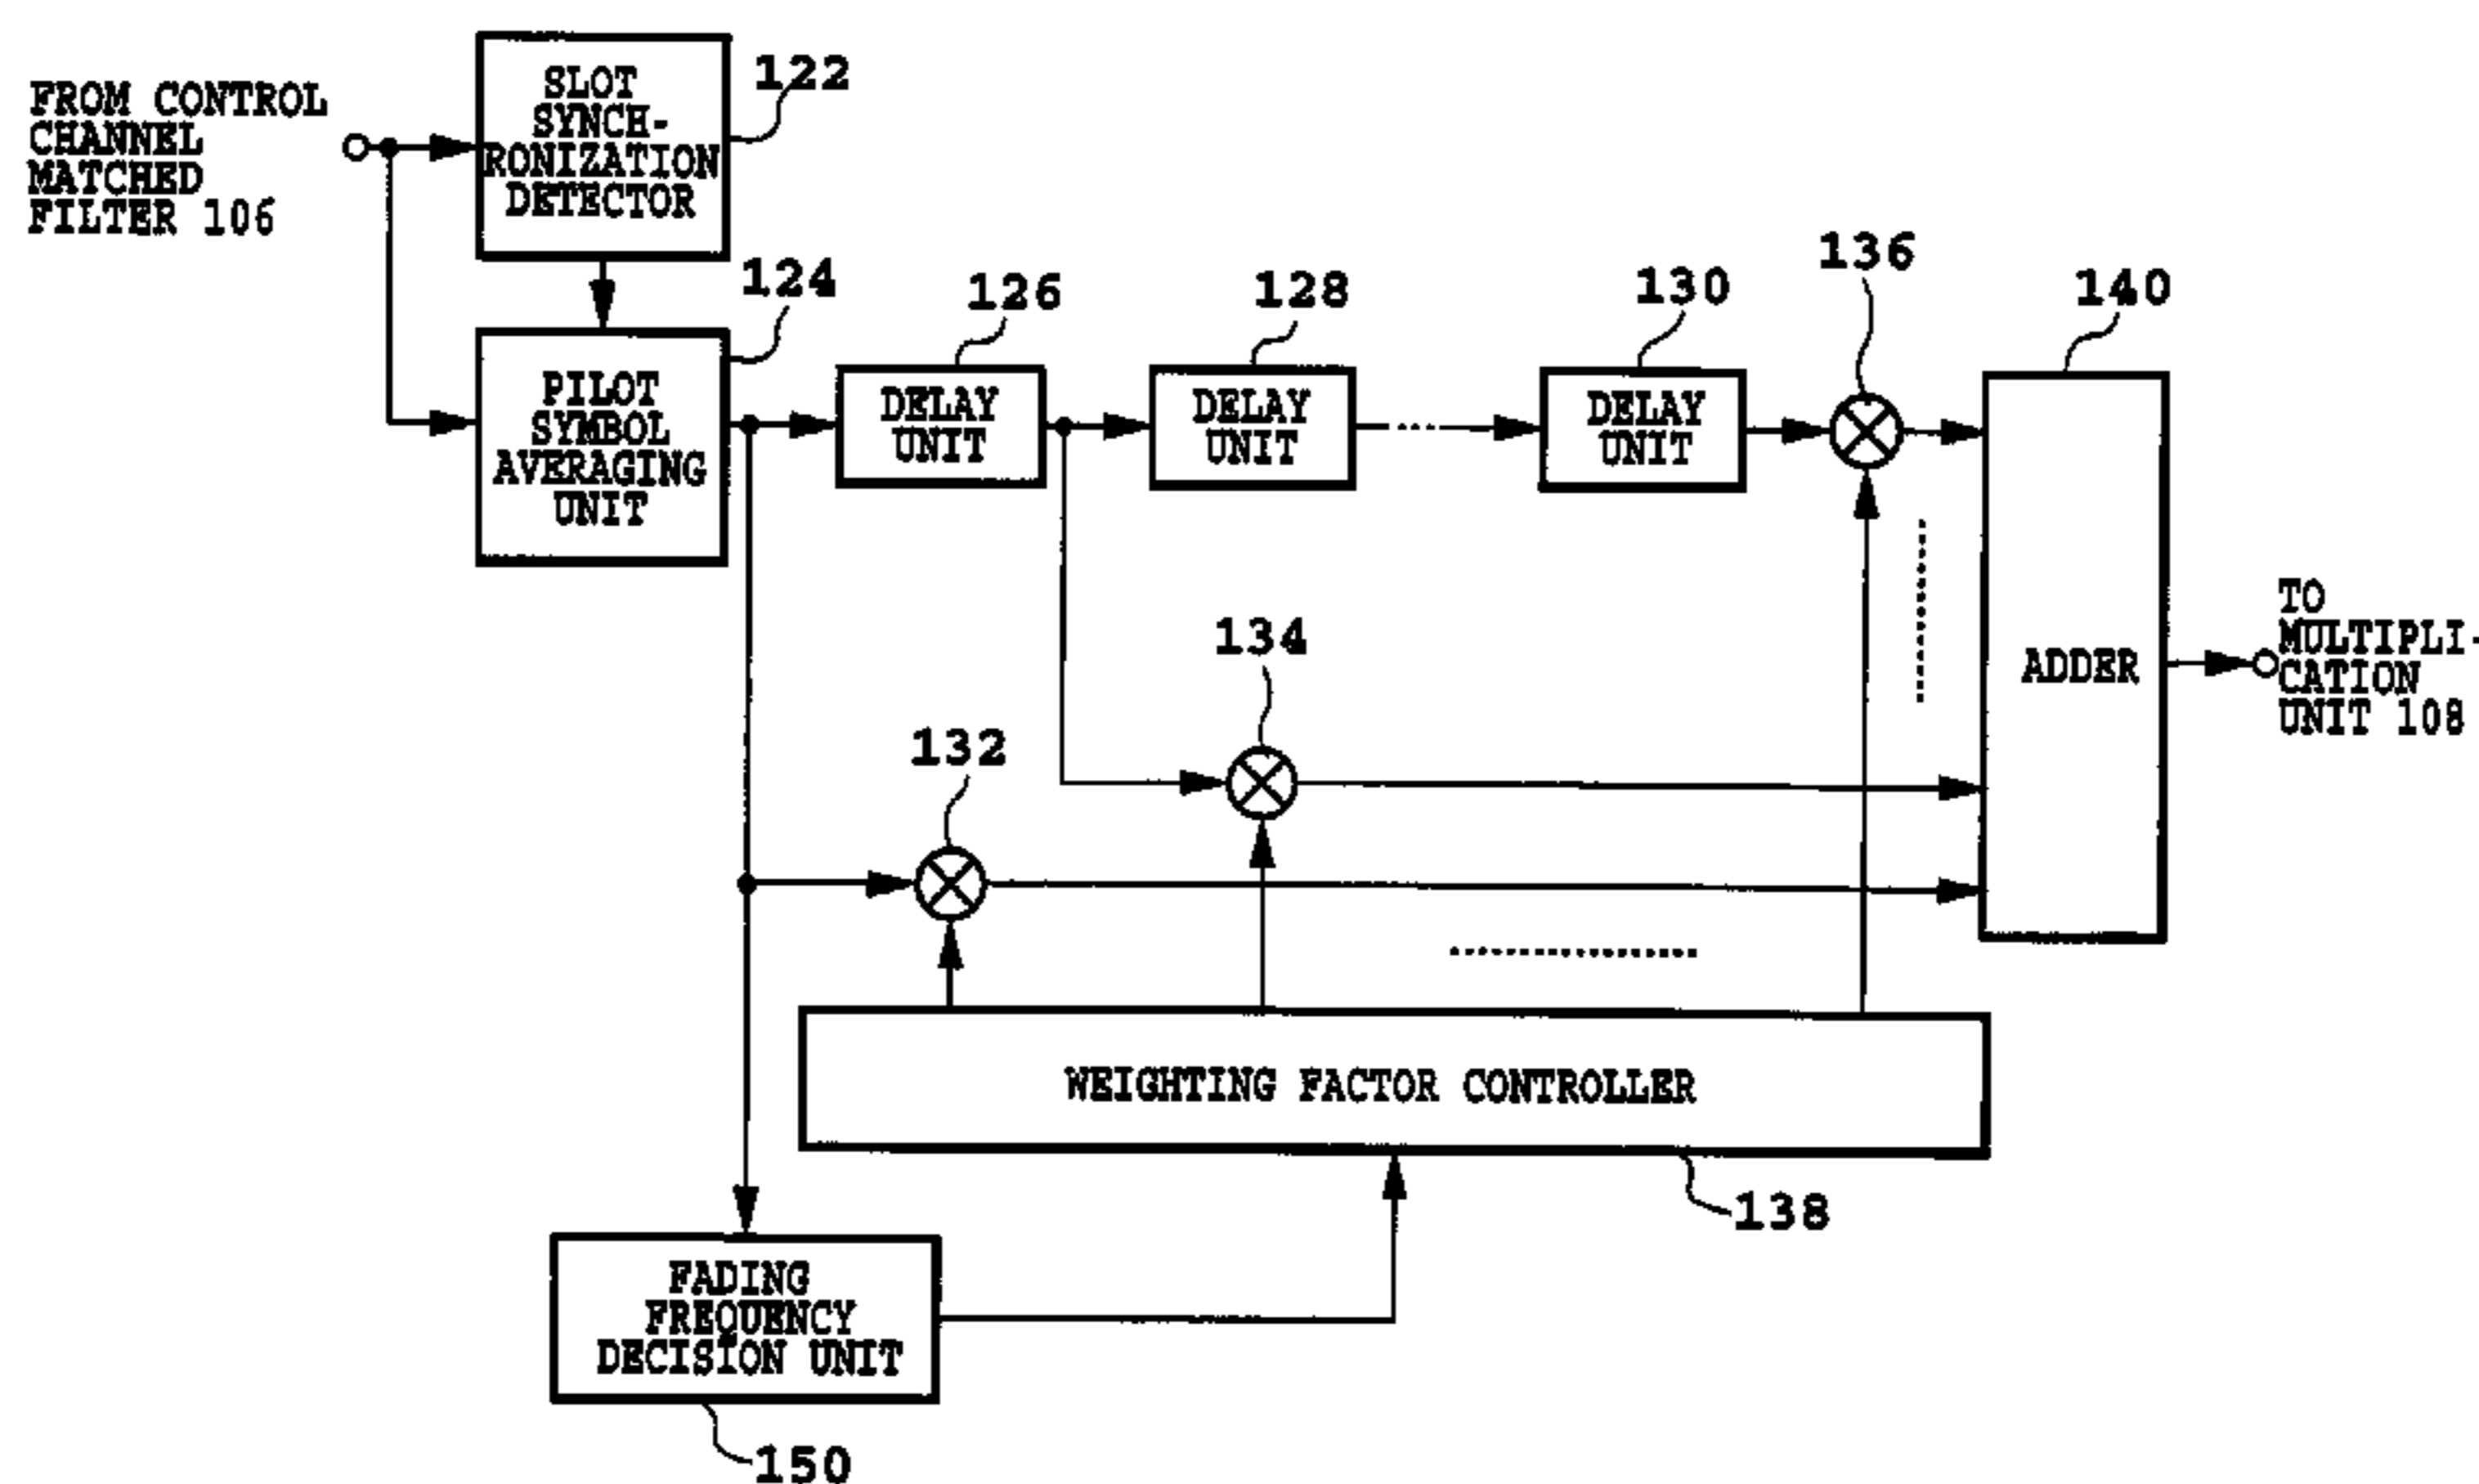 FROM CONTROL
CHANNEL
MATCHED
FILTER 106
SLOT
SYNCH-
RONIZATION
DETECTOR
122
PILOT
SYMBOL
AVERAGING
UNIT
124
DELAY
UNIT
126
DELAY
UNIT
128
DELAY
UNIT
130
136
140
ADDER
TO
MULTIPLI-
CATION
UNIT 108
134
132
WEIGHTING FACTOR CONTROLLER
138
FADING
FREQUENCY
DECISION UNIT
150